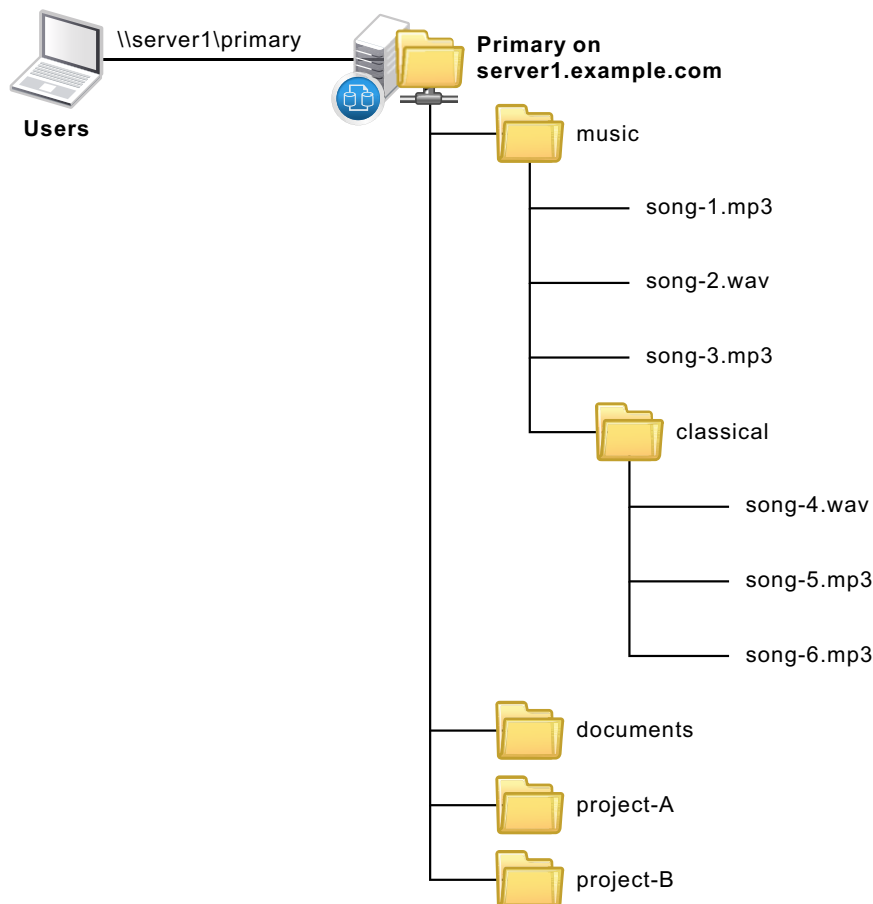 \\server1\primary
Users
Primary on
server1.example.com
music
song-1.mp3
song-2.wav
song-3.mp3
classical
song-4.wav
song-5.mp3
song-6.mp3
documents
project-A
project-B